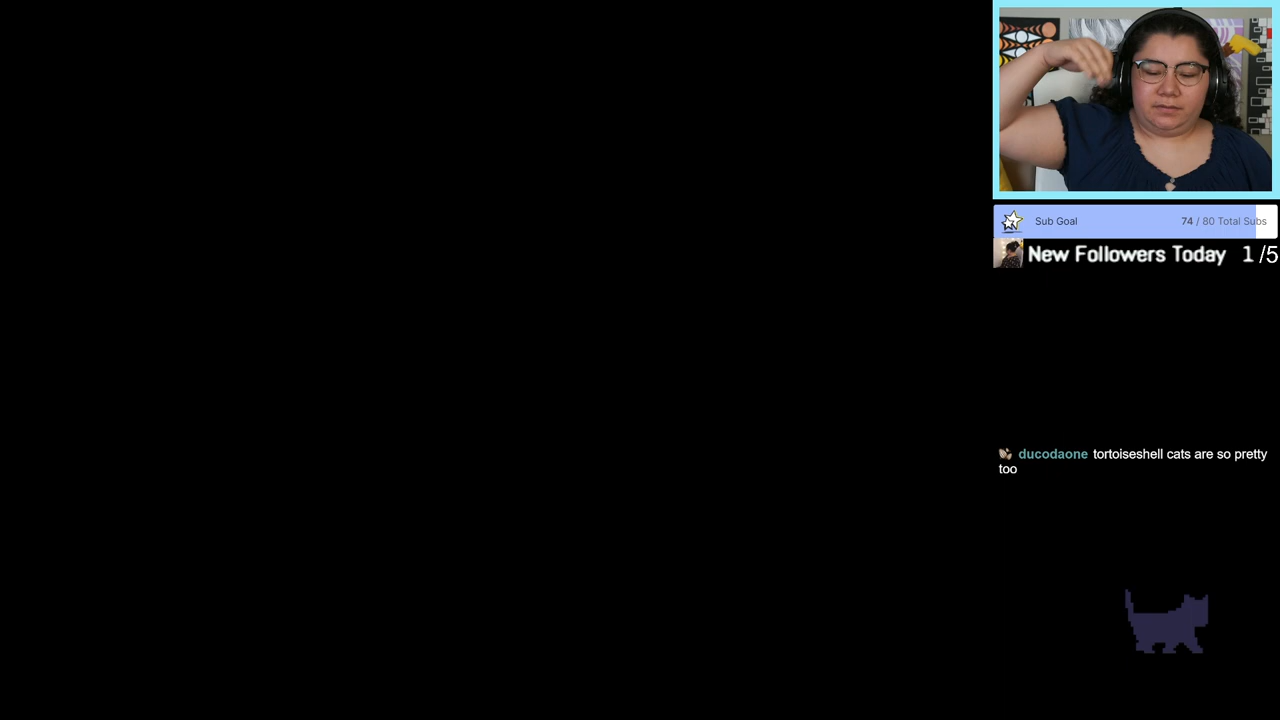 Sub Goal 74 / 80 Total Subs
New Followers Today 1 /5
ducodaone tortoiseshell cats are so pretty
too